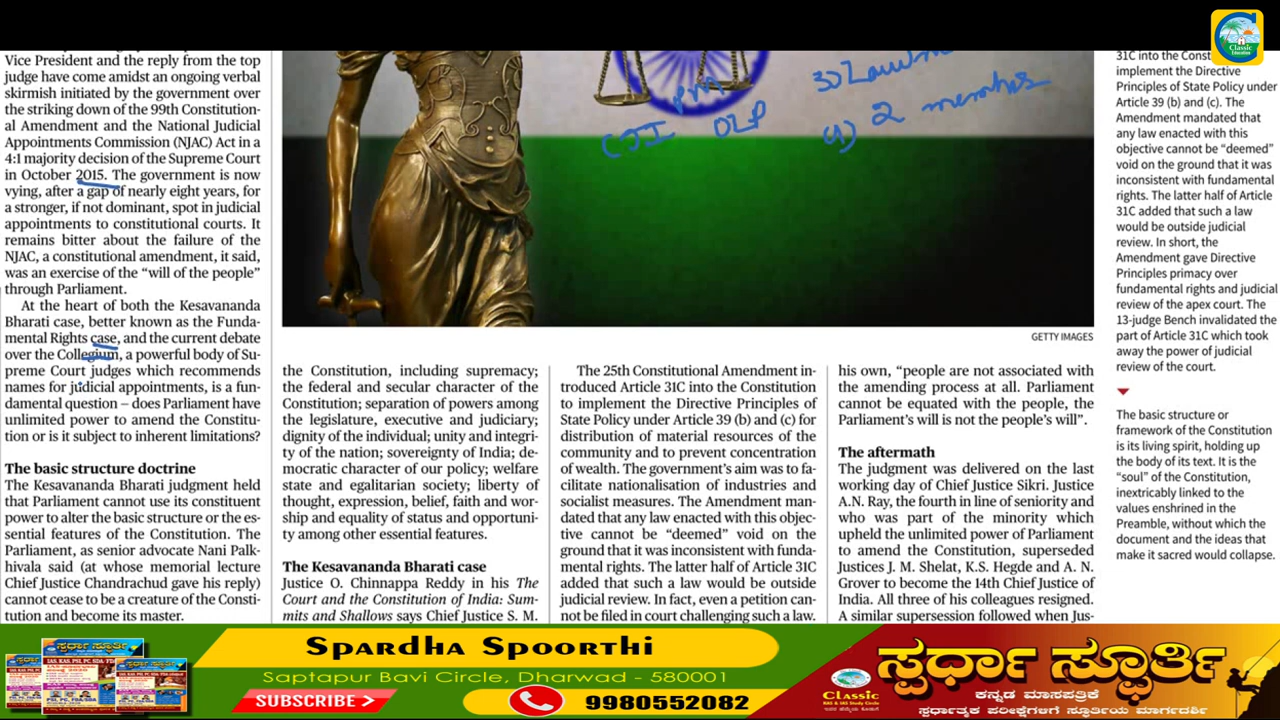 Classic
Education
Vice President and the reply from the top
judge have come amidst an ongoing verbal
skirmish initiated by the government over
the striking down of the 99th Constitution-
al Amendment and the National Judicial
Appointments Commission (NJAC) Act in a
4:1 majority decision of the Supreme Court
in October 2015. The government is now
vying, after a gap of nearly eight years, for
a stronger, if not dominant, spot in judicial
appointments to constitutional courts. It
remains bitter about the failure of the
NJAC, a constitutional amendment, it said,
was an exercise of the “will of the people”
through Parliament.
At the heart of both the Kesavananda
Bharati case, better known as the Funda-
mental Rights case, and the current debate
over the Collegium, a powerful body of Su-
preme Court judges which recommends
names for judicial appointments, is a fun-
damental question – does Parliament have
unlimited power to amend the Constitu-
tion or is it subject to inherent limitations?
The basic structure doctrine
The Kesavananda Bharati judgment held
that Parliament cannot use its constituent
power to alter the basic structure or the es-
sential features of the Constitution. The
Parliament, as senior advocate Nani Palk-
hivala said (at whose memorial lecture
Chief Justice Chandrachud gave his reply)
cannot cease to be a creature of the Consti-
tution and become its master.
PM
CJI OLP
3)
4) 2 members
GETTY IMAGES
the Constitution, including supremacy;
the federal and secular character of the
Constitution; separation of powers among
the legislature, executive and judiciary;
dignity of the individual; unity and integri-
ty of the nation; sovereignty of India; de-
mocratic character of our policy; welfare
state and egalitarian society; liberty of
thought, expression, belief, faith and wor-
ship and equality of status and opportuni-
ty among other essential features.
The Kesavananda Bharati case
Justice O. Chinnappa Reddy in his The
Court and the Constitution of India: Sum-
mits and Shallows says Chief Justice S. M.
The 25th Constitutional Amendment in-
troduced Article 31C into the Constitution
to implement the Directive Principles of
State Policy under Article 39 (b) and (c) for
distribution of material resources of the
community and to prevent concentration
of wealth. The government’s aim was to fa-
cilitate nationalisation of industries and
socialist measures. The Amendment man-
dated that any law enacted with this objec-
tive cannot be “deemed” void on the
ground that it was inconsistent with funda-
mental rights. The latter half of Article 31C
added that such a law would be outside
judicial review. In fact, even a petition can-
not be filed in court challenging such a law.
his own, “people are not associated with
the amending process at all. Parliament
cannot be equated with the people, the
Parliament’s will is not the people’s will”.
The aftermath
The judgment was delivered on the last
working day of Chief Justice Sikri. Justice
A.N. Ray, the fourth in line of seniority and
who was part of the minority which
upheld the unlimited power of Parliament
to amend the Constitution, superseded
Justices J. M. Shelat, K.S. Hegde and A. N.
Grover to become the 14th Chief Justice of
India. All three of his colleagues resigned.
A similar supersession followed when Jus-
31C into the
implement the Directive
Principles of State Policy under
Article 39 (b) and (c). The
Amendment mandated that
any law enacted with this
objective cannot be “deemed”
void on the ground that it was
inconsistent with fundamental
rights. The latter half of Article
31C added that such a law
would be outside judicial
review. In short, the
Amendment gave Directive
Principles primacy over
fundamental rights and judicial
review of the apex court. The
13-judge Bench invalidated the
part of Article 31C which took
away the power of judicial
review of the court.
The basic structure or
framework of the Constitution
is its living spirit, holding up
the body of its text. It is the
“soul” of the Constitution,
inextricably linked to the
values enshrined in the
Preamble, without which the
document and the ideas that
make it sacred would collapse.
Spardha Spoorthi
Saptapur Bavi Circle, Dharwad - 580001
SUBSCRIBE
9980552082
Classic
ಸ್ಪರ್ಧಾ ಸ್ಫೂರ್ತಿ
ಕನ್ನಡ ಮಾಸಪತ್ರಿಕೆ
ಸ್ಪರ್ಧಾತ್ಮಕ ಪರೀಕ್ಷೆಗಳಿಗೆ ಸ್ಫೂರ್ತಿಯ ಮಾರ್ಗದರ್ಶಿ